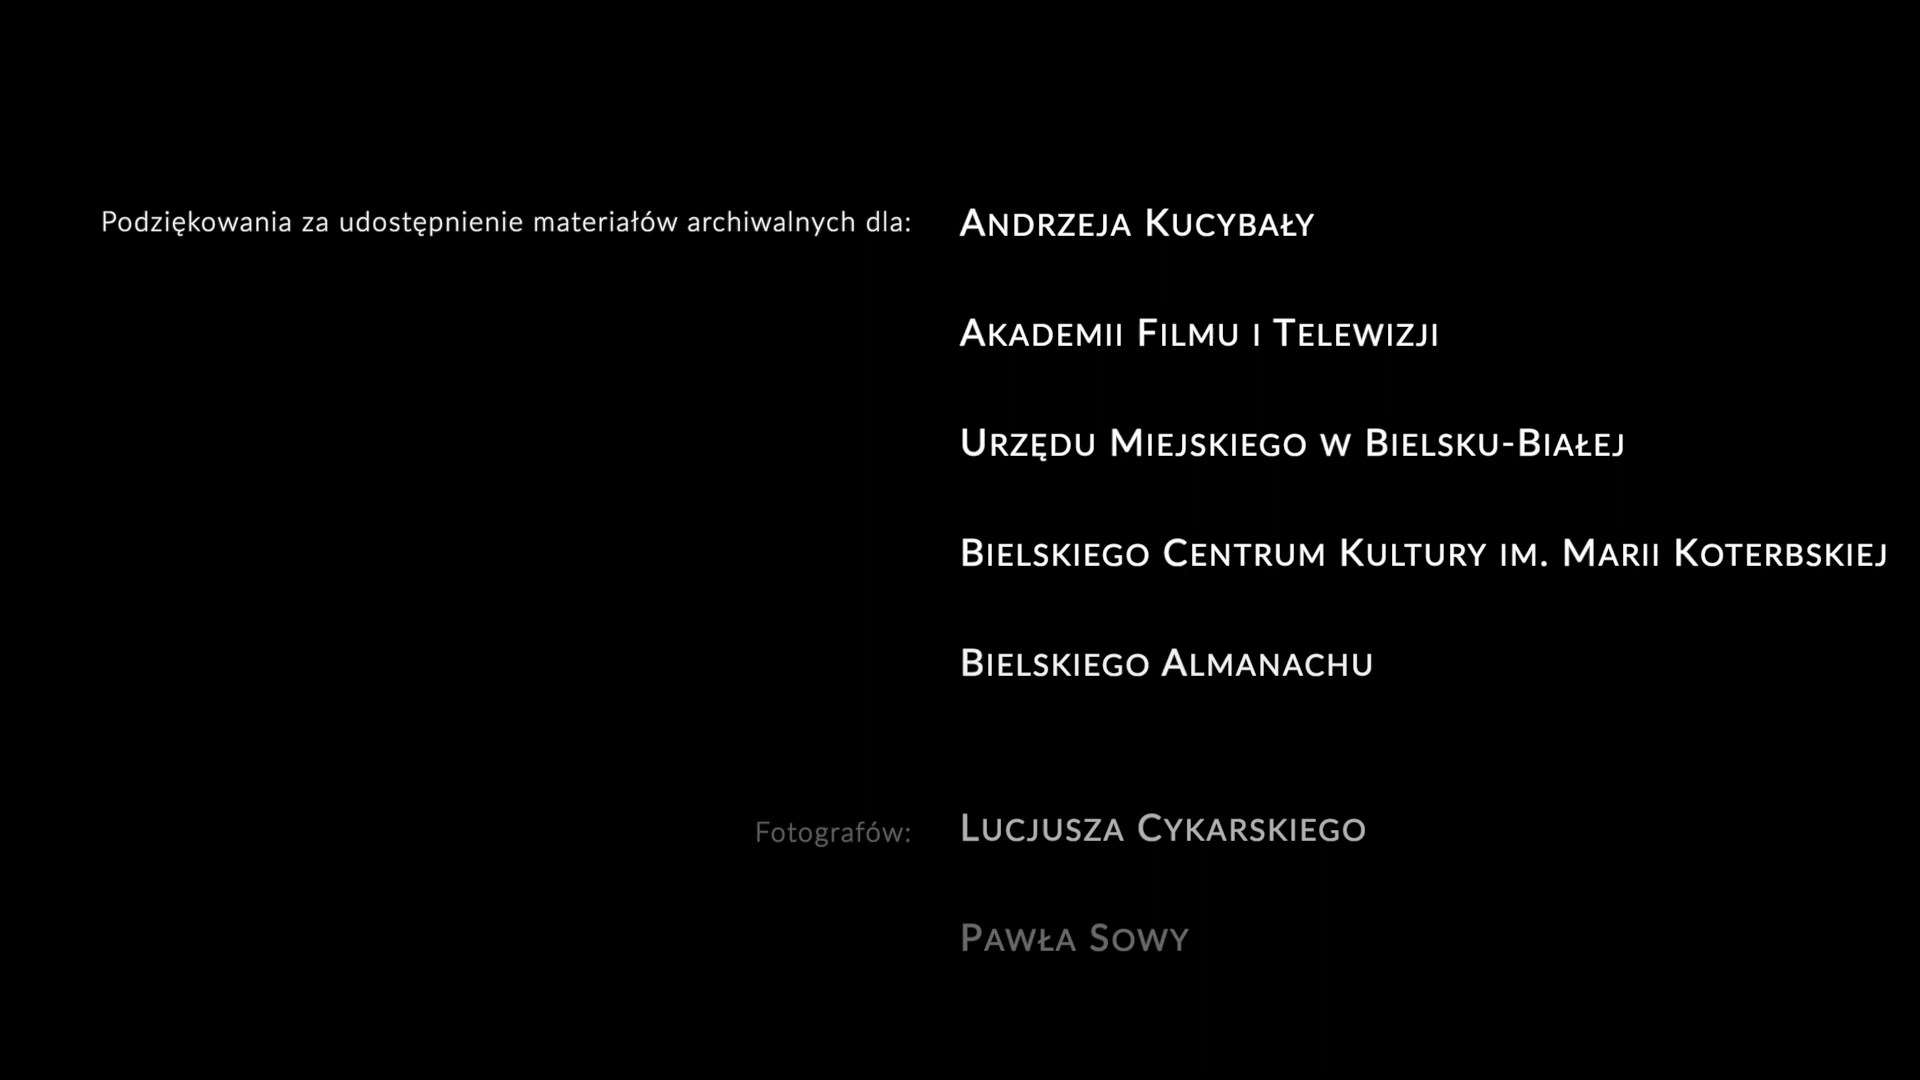 Podziękowania za udostępnienie materiałów archiwalnych dla: Andrzeja Kucybały
Akademii Filmu i Telewizji
Urzędu Miejskiego w Bielsku-Białej
Bielskiego Centrum Kultury im. Marii Koterbskiej
Bielskiego Almanachu
Fotografów: Lucjusza Cykarskiego
Pawła Sowy